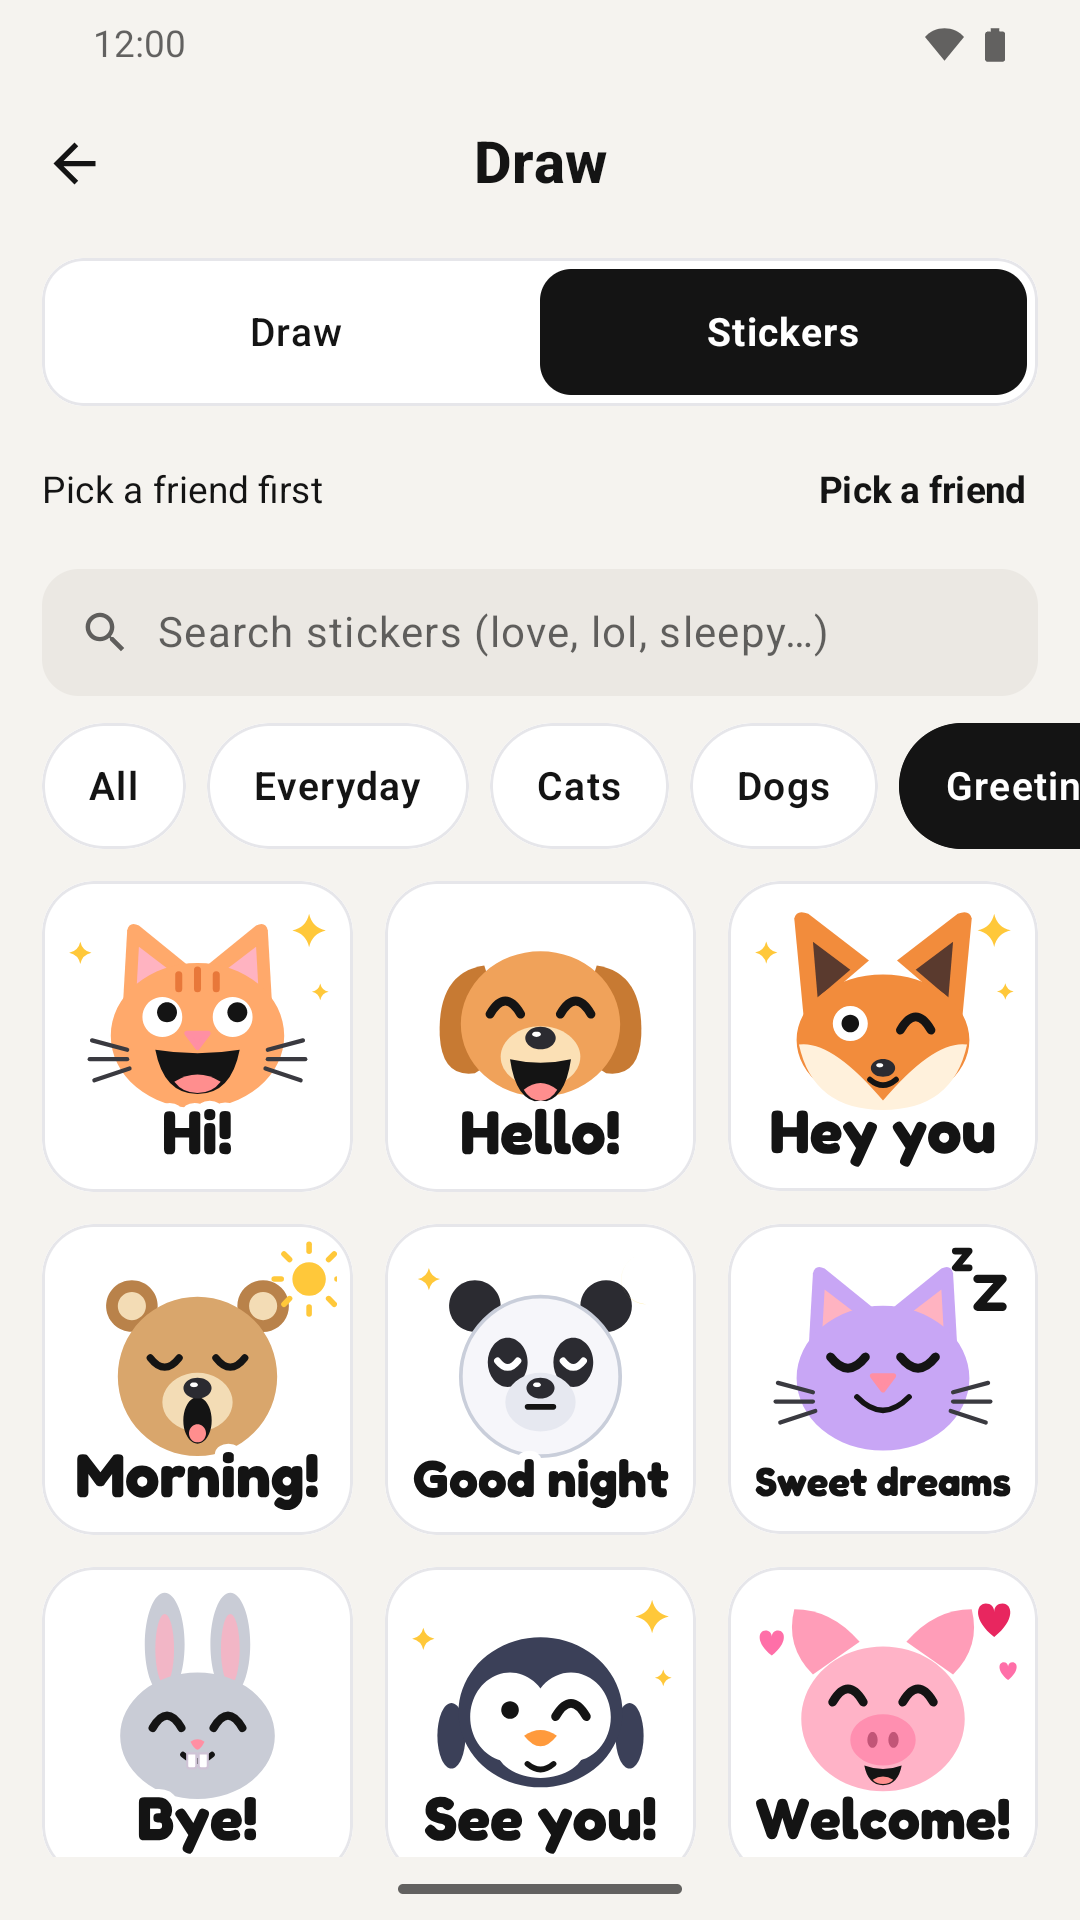 12:00
Draw
Draw
Stickers
Pick a friend first
Pick a friend
Search stickers (love, lol, sleepy…)
All
Everyday
Cats
Dogs
Greetin
Hi!
Hello!
Hey you
Morning!
Good night
z
Z
Sweet dreams
Bye!
See you!
Welcome!